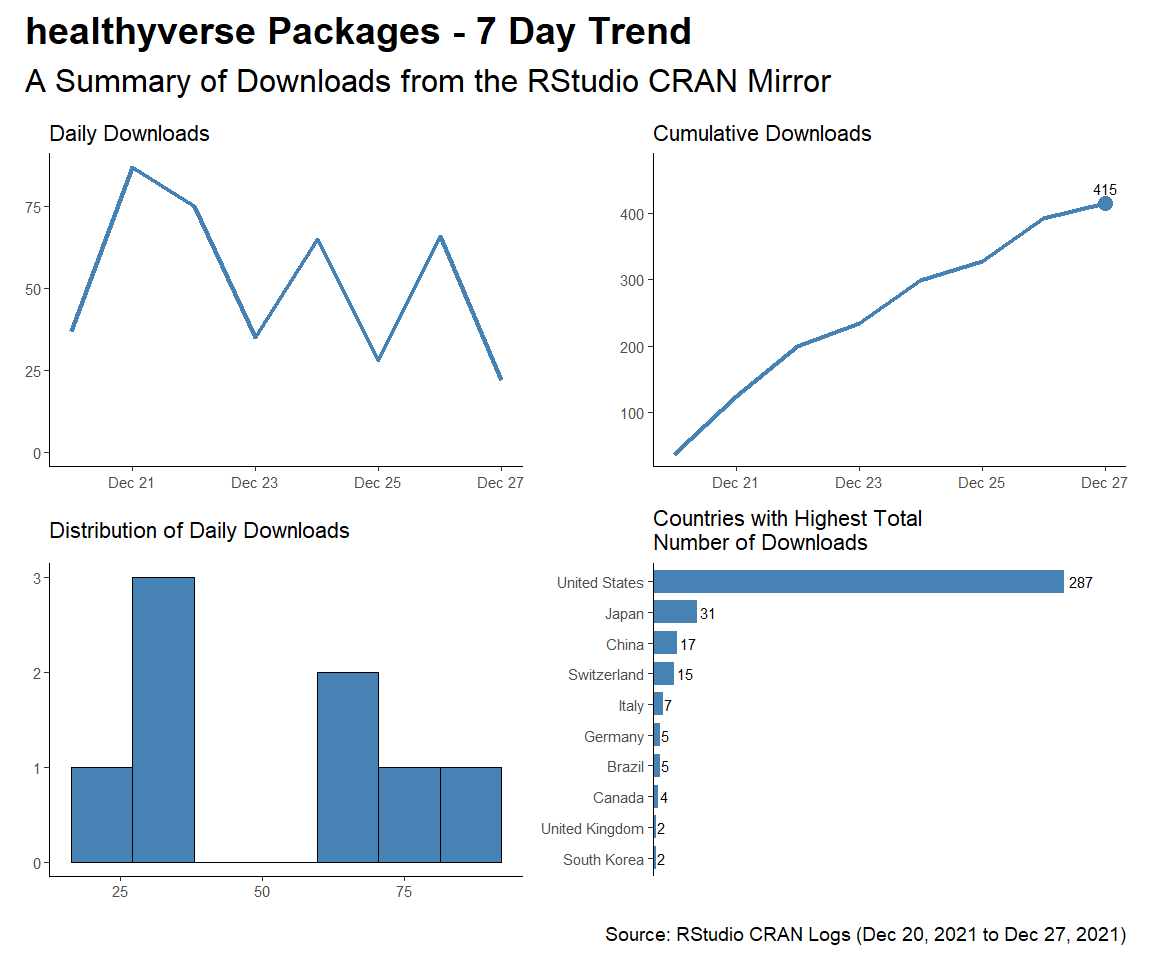 healthyverse Packages - 7 Day Trend
A Summary of Downloads from the RStudio CRAN Mirror
Daily Downloads
75
50
25
0
Dec 21 Dec 23 Dec 25 Dec 27
Cumulative Downloads
415
400
300
200
100
Dec 21 Dec 23 Dec 25 Dec 27
Distribution of Daily Downloads
3
2
1
0
25 50 75
Countries with Highest Total
Number of Downloads
United States 287
Japan 31
China 17
Switzerland 15
Italy 7
Germany 5
Brazil 5
Canada 4
United Kingdom 2
South Korea 2
Source: RStudio CRAN Logs (Dec 20, 2021 to Dec 27, 2021)